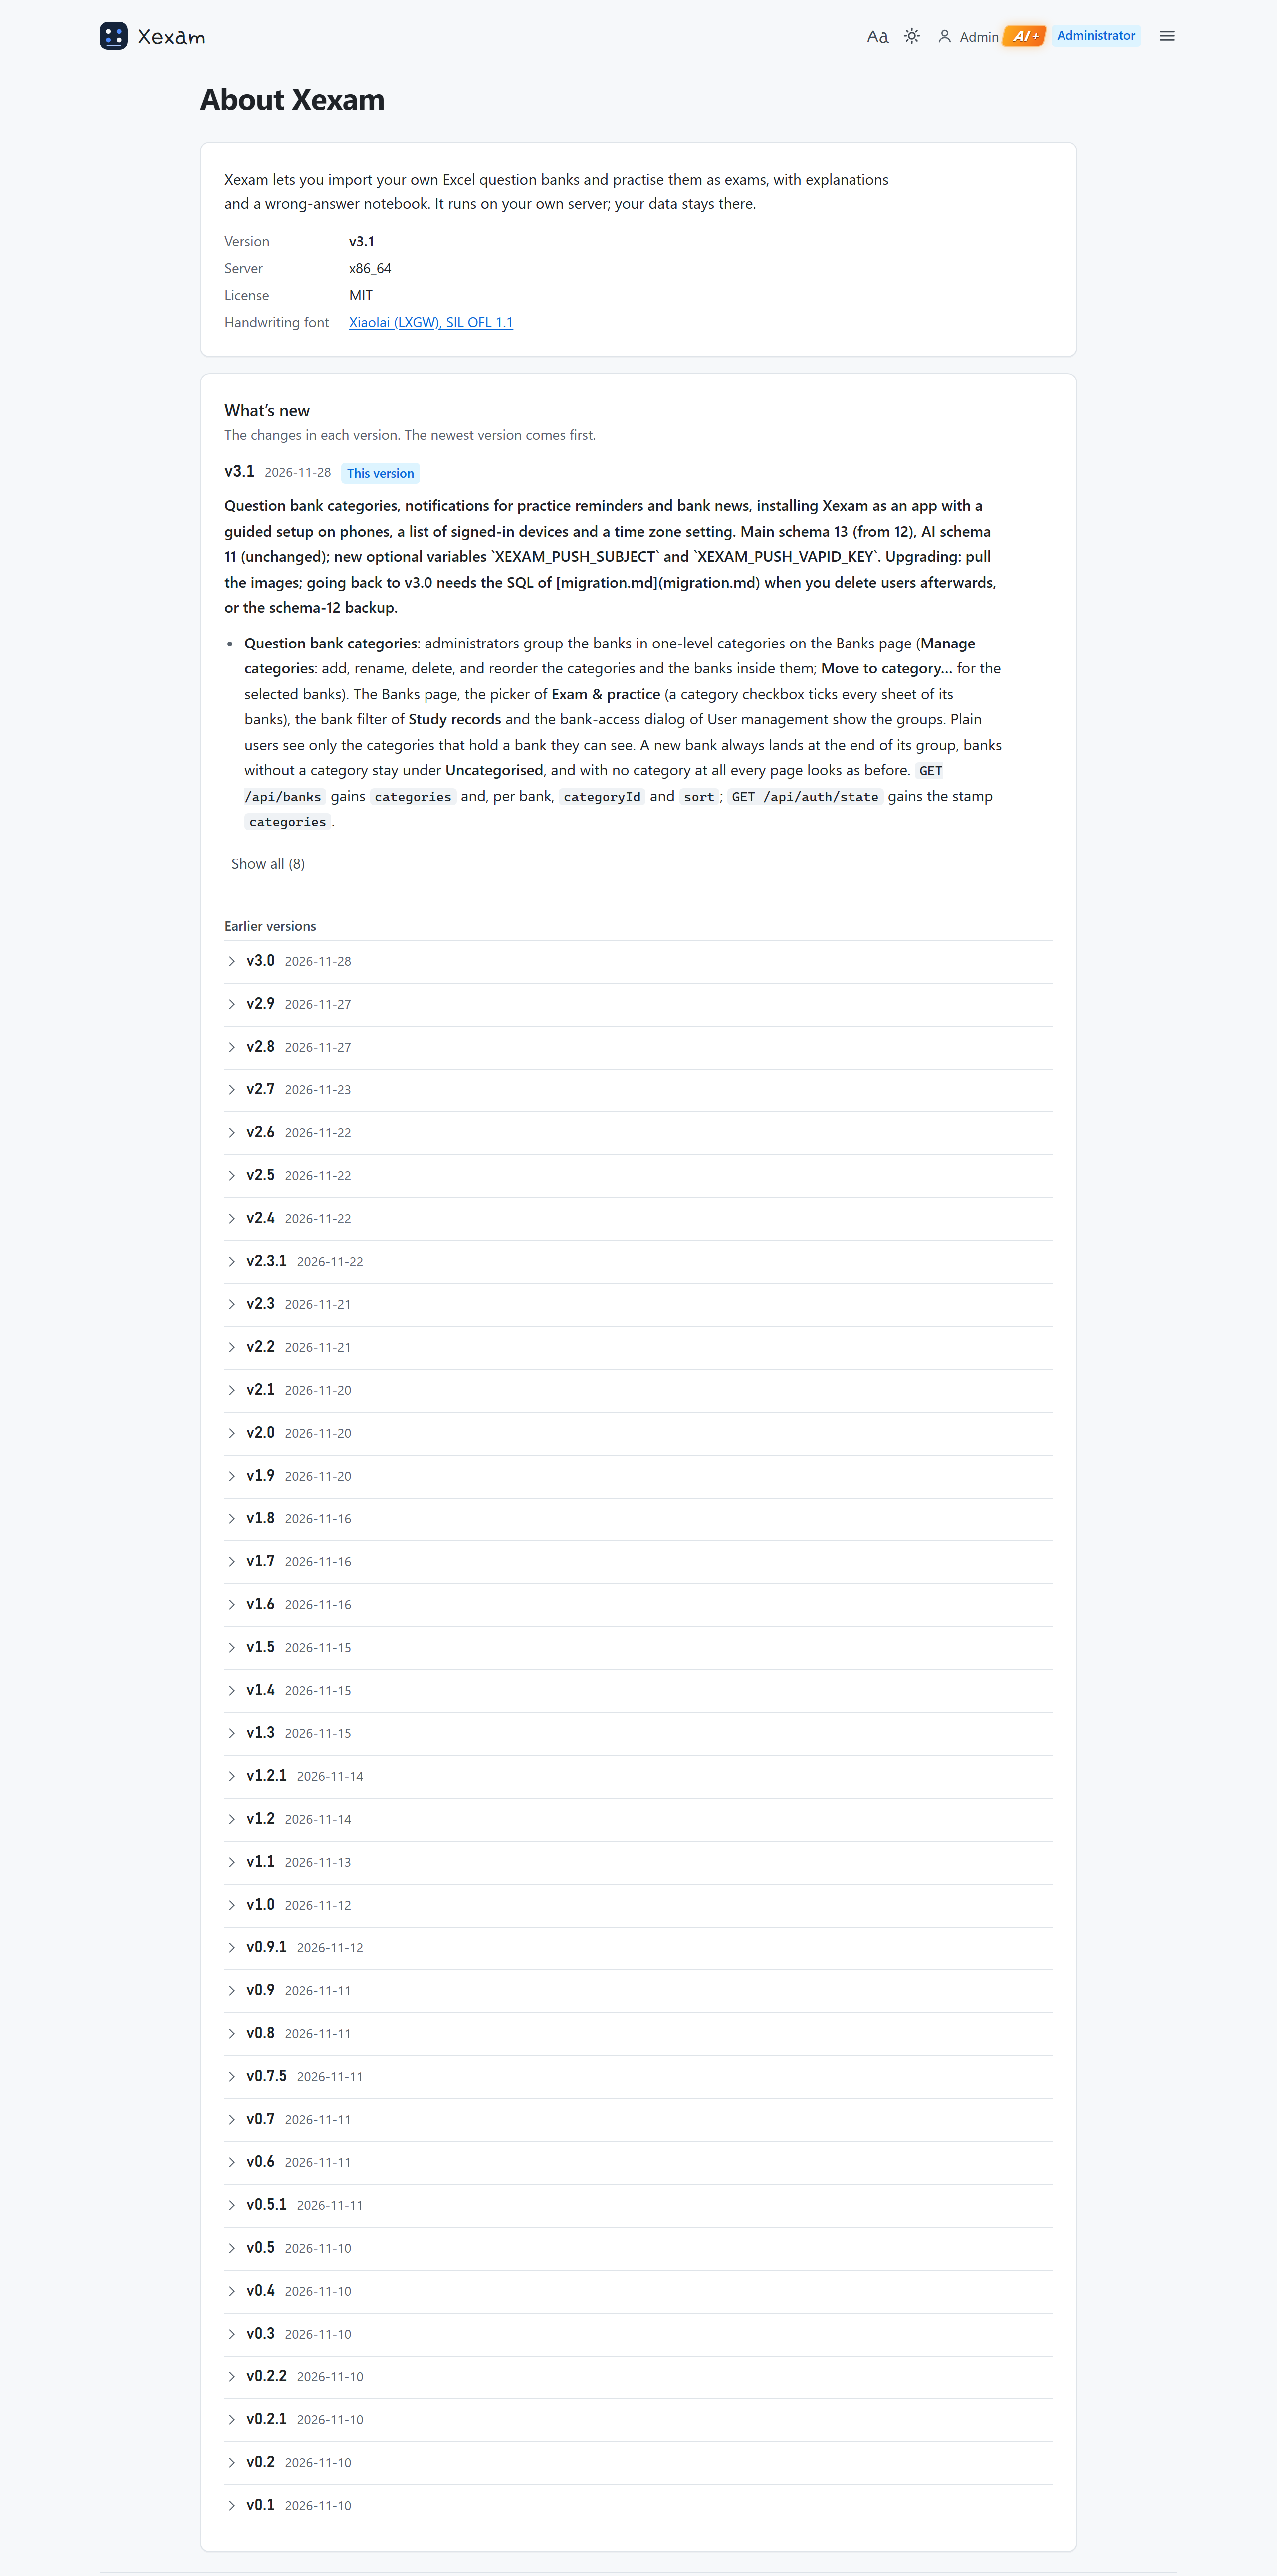 Xexam
Aa Admin AI+ Administrator
About Xexam
Xexam lets you import your own Excel question banks and practise them as exams, with explanations
and a wrong-answer notebook. It runs on your own server; your data stays there.
Version v3.1
Server x86_64
License MIT
Handwriting font Xiaolai (LXGW), SIL OFL 1.1
What’s new
The changes in each version. The newest version comes first.
v3.1 2026-11-28 This version
Question bank categories, notifications for practice reminders and bank news, installing Xexam as an app with a
guided setup on phones, a list of signed-in devices and a time zone setting. Main schema 13 (from 12), AI schema
11 (unchanged); new optional variables `XEXAM_PUSH_SUBJECT` and `XEXAM_PUSH_VAPID_KEY`. Upgrading: pull
the images; going back to v3.0 needs the SQL of [migration.md](migration.md) when you delete users afterwards,
or the schema-12 backup.
• Question bank categories: administrators group the banks in one-level categories on the Banks page (Manage
categories: add, rename, delete, and reorder the categories and the banks inside them; Move to category… for the
selected banks). The Banks page, the picker of Exam & practice (a category checkbox ticks every sheet of its
banks), the bank filter of Study records and the bank-access dialog of User management show the groups. Plain
users see only the categories that hold a bank they can see. A new bank always lands at the end of its group, banks
without a category stay under Uncategorised, and with no category at all every page looks as before. GET
/api/banks gains categories and, per bank, categoryId and sort; GET /api/auth/state gains the stamp
categories.
Show all (8)
Earlier versions
v3.0 2026-11-28
v2.9 2026-11-27
v2.8 2026-11-27
v2.7 2026-11-23
v2.6 2026-11-22
v2.5 2026-11-22
v2.4 2026-11-22
v2.3.1 2026-11-22
v2.3 2026-11-21
v2.2 2026-11-21
v2.1 2026-11-20
v2.0 2026-11-20
v1.9 2026-11-20
v1.8 2026-11-16
v1.7 2026-11-16
v1.6 2026-11-16
v1.5 2026-11-15
v1.4 2026-11-15
v1.3 2026-11-15
v1.2.1 2026-11-14
v1.2 2026-11-14
v1.1 2026-11-13
v1.0 2026-11-12
v0.9.1 2026-11-12
v0.9 2026-11-11
v0.8 2026-11-11
v0.7.5 2026-11-11
v0.7 2026-11-11
v0.6 2026-11-11
v0.5.1 2026-11-11
v0.5 2026-11-10
v0.4 2026-11-10
v0.3 2026-11-10
v0.2.2 2026-11-10
v0.2.1 2026-11-10
v0.2 2026-11-10
v0.1 2026-11-10